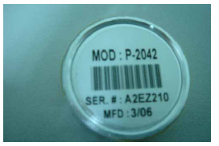 MOD : P-2042
SER. # : A2EZ210
MFD : 3/06